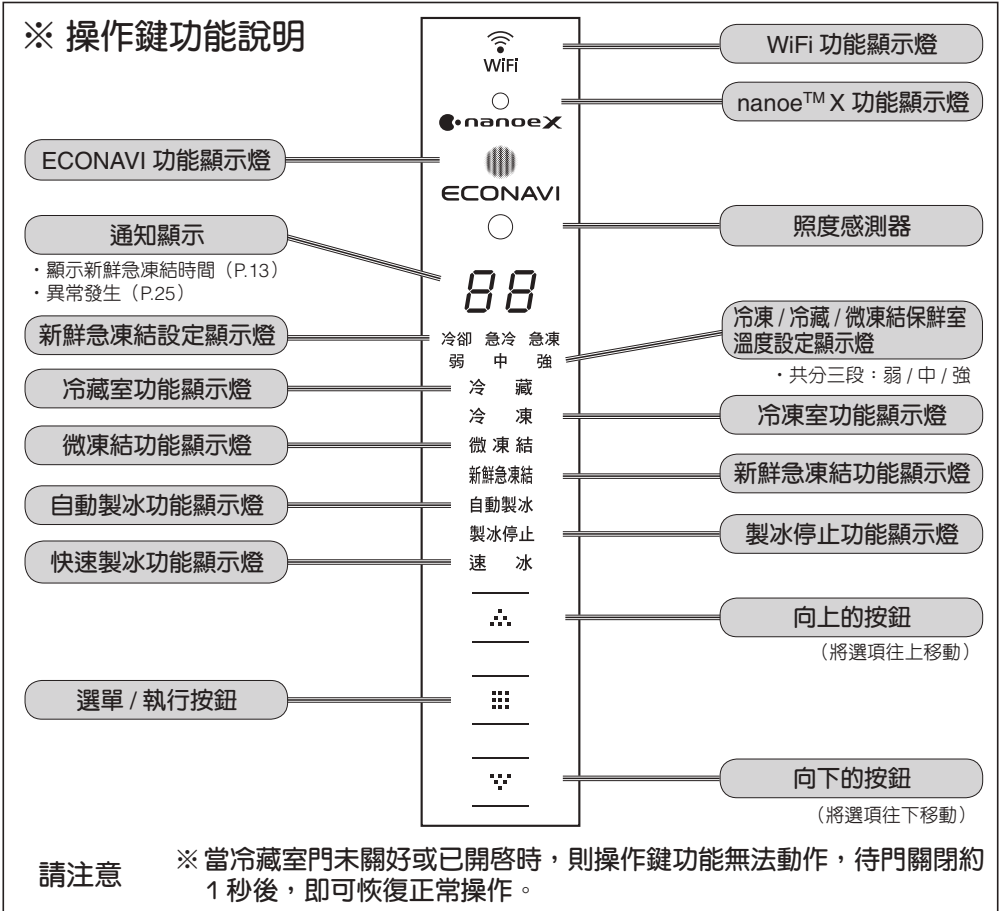 ※ 操作鍵功能說明
WiFi
WiFi 功能顯示燈
nanoeX
nanoe™ X 功能顯示燈
ECONAVI 功能顯示燈
ECONAVI
通知顯示
・顯示新鮮急凍結時間（P.13）
・異常發生（P.25）
照度感測器
88
新鮮急凍結設定顯示燈
冷卻 急冷 急凍
弱 中 強
冷凍 / 冷藏 / 微凍結保鮮室
溫度設定顯示燈
・共分三段：弱 / 中 / 強
冷藏室功能顯示燈
冷 藏
冷 凍
冷凍室功能顯示燈
微凍結功能顯示燈
微 凍 結
新鮮急凍結
新鮮急凍結功能顯示燈
自動製冰功能顯示燈
自動製冰
製冰停止
製冰停止功能顯示燈
快速製冰功能顯示燈
速 冰
向上的按鈕
（將選項往上移動）
選單 / 執行按鈕
向下的按鈕
（將選項往下移動）
請注意
※ 當冷藏室門未關好或已開啓時，則操作鍵功能無法動作，待門關閉約
1 秒後，即可恢復正常操作。